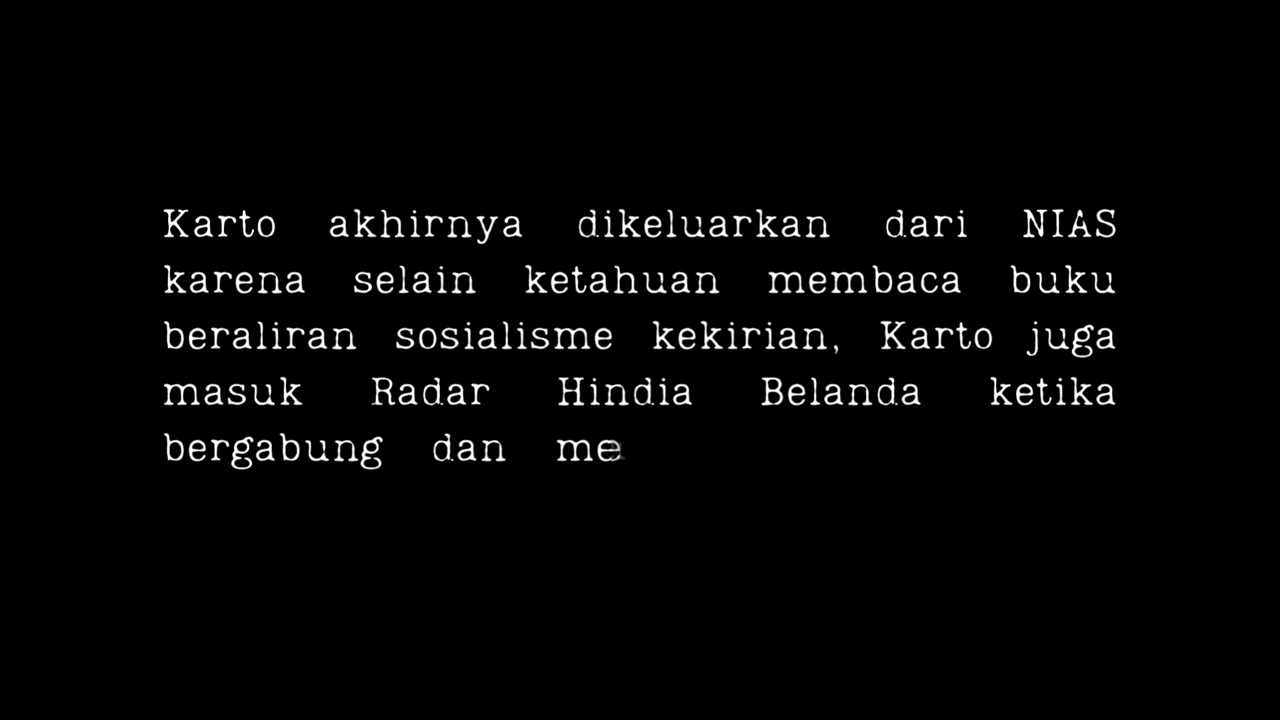 Karto akhirnya dikeluarkan dari NIAS
karena selain ketahuan membaca buku
beraliran sosialisme kekirian, Karto juga
masuk Radar Hindia Belanda ketika
bergabung dan me